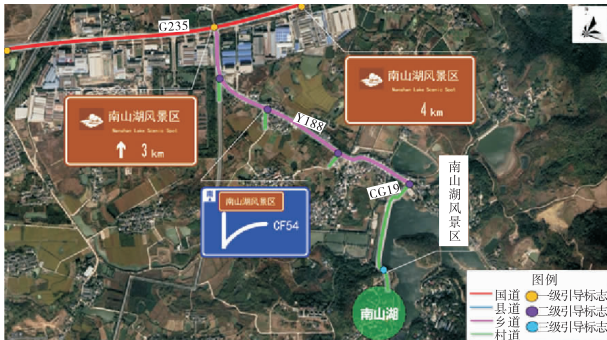 G235
南山湖风景区
Nanshan Lake Scenic Spot
4 km
南山湖风景区
Nanshan Lake Scenic Spot
3 km
Y188
南山湖风景区
CF54
CG19
南山湖风景区
南山湖
图例
国道
县道
乡道
村道
一级引导标志
二级引导标志
三级引导标志